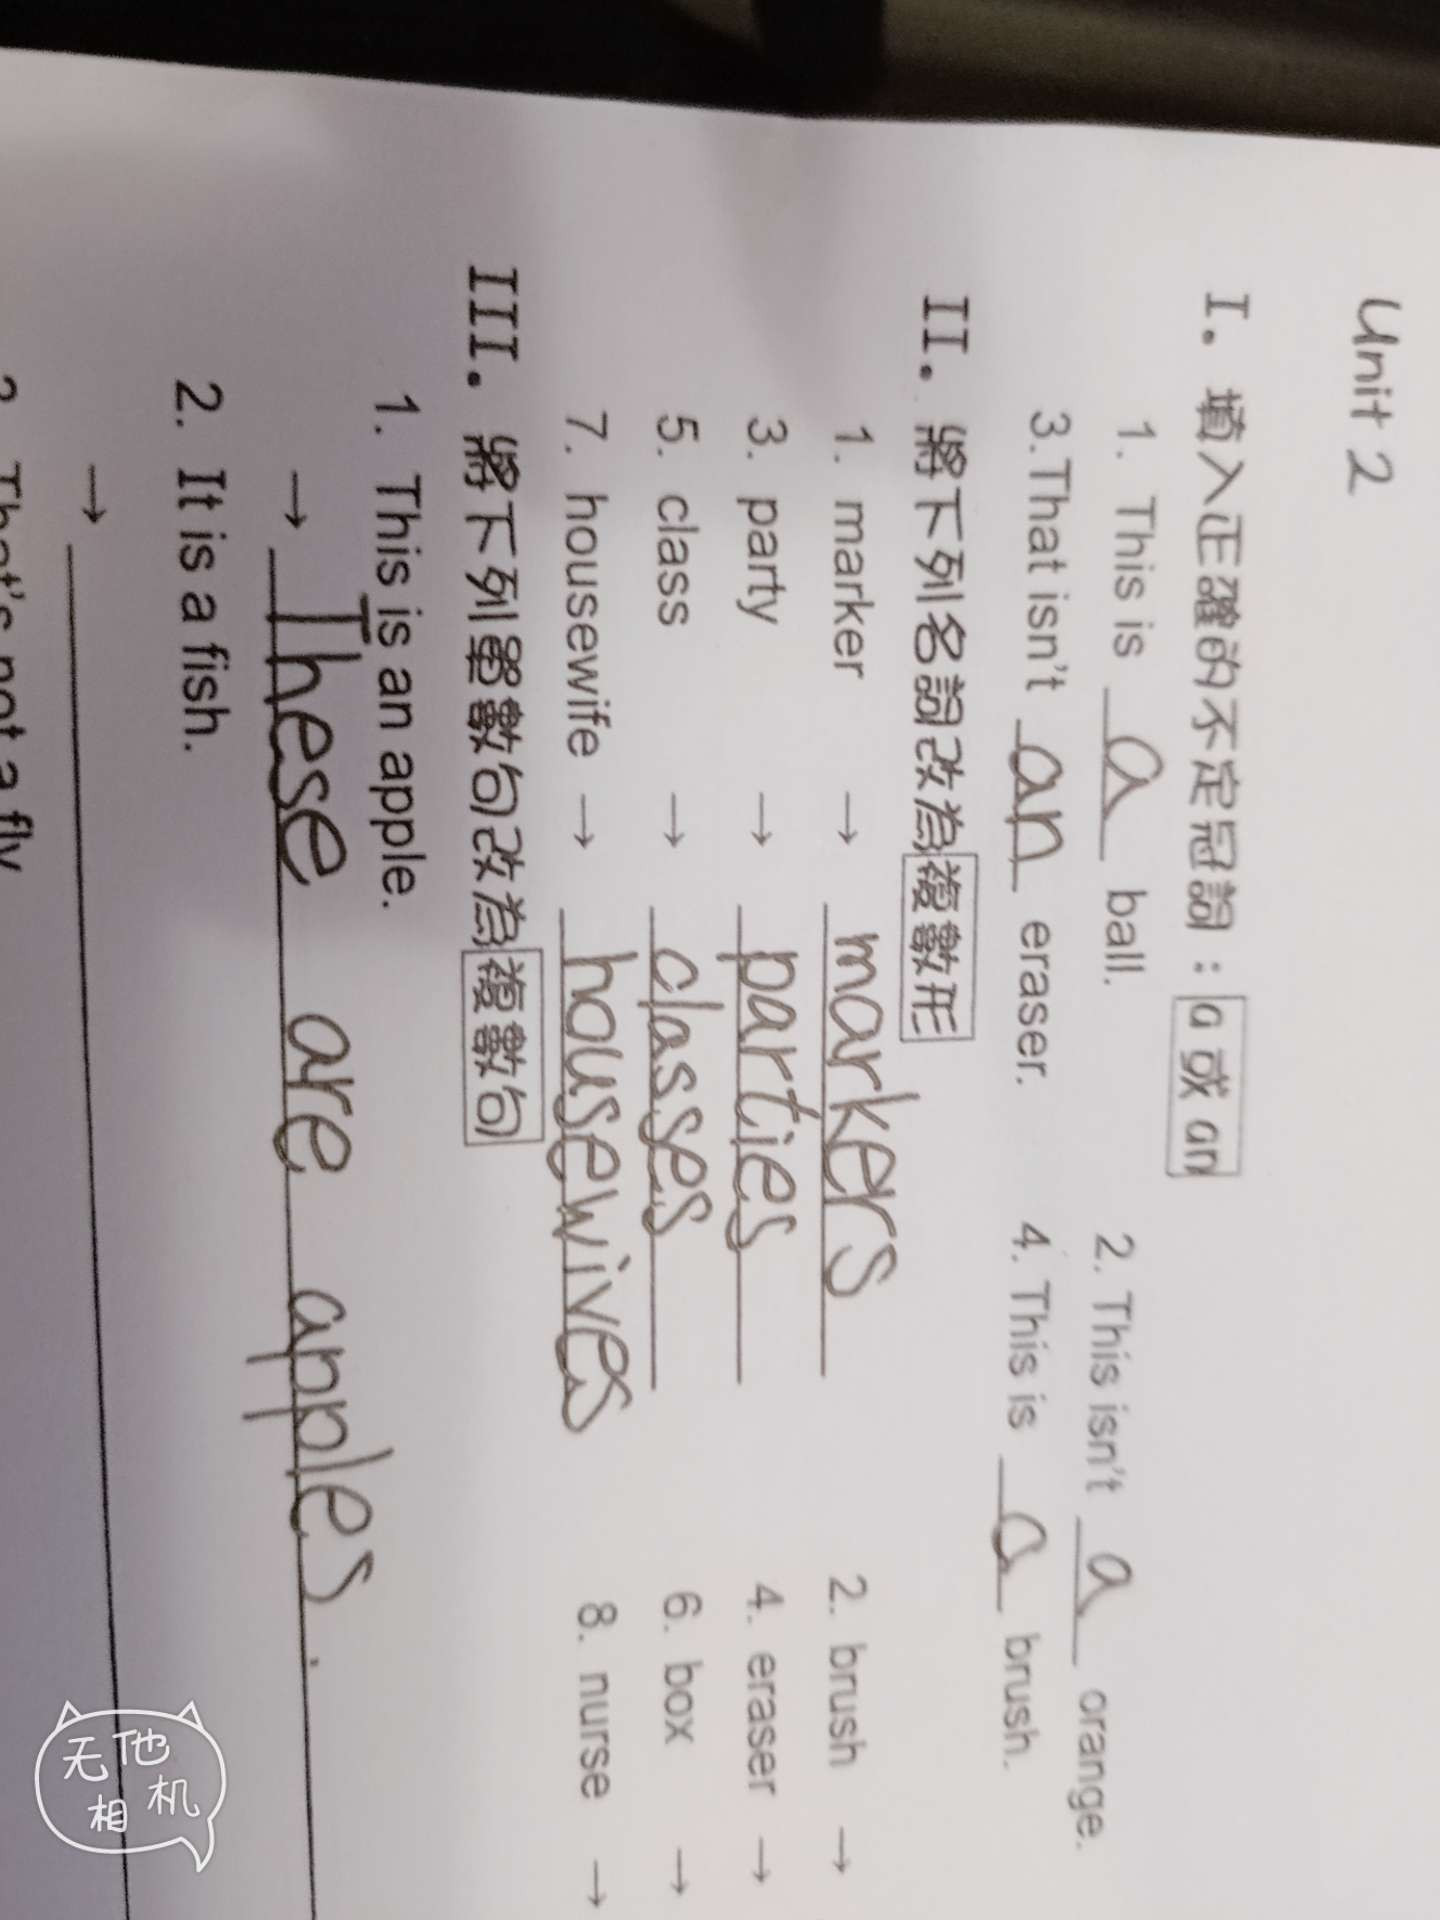 Unit 2
I. 填入正確的不定冠詞：a 或 an
1. This is a ball. 2. This isn't a orange.
3. That isn't an eraser. 4. This is a brush.
II. 將下列名詞改為複數形
1. marker → markers 2. brush →
3. party → parties 4. eraser →
5. class → classes 6. box →
7. housewife → housewives 8. nurse →
III. 將下列單數句改為複數句
1. This is an apple.
→ These are apples.
2. It is a fish.
→
That's not a fly
无他
相机